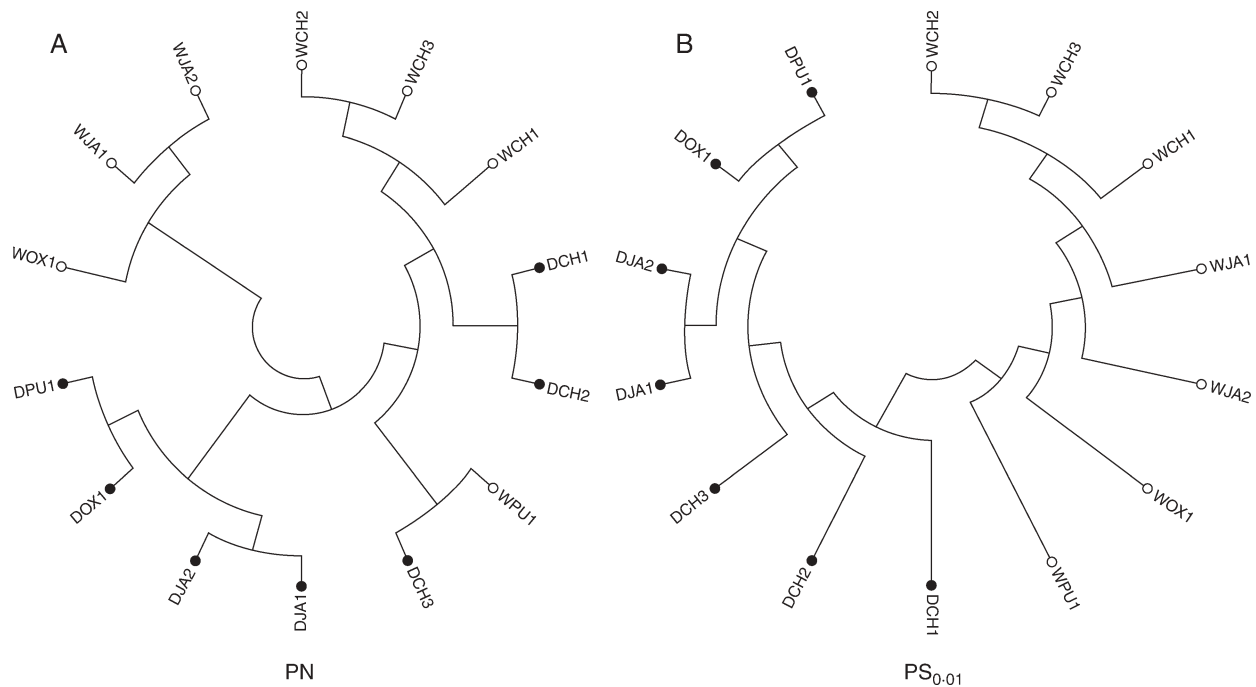 A
WCH2
WCH3
WCH1
DCH1
DCH2
WPU1
DCH3
DJA1
DJA2
DOX1
DPU1
WOX1
WJA1
WJA2
PN
B
WCH2
WCH3
WCH1
WJA1
WJA2
WOX1
WPU1
DCH1
DCH2
DCH3
DJA1
DJA2
DOX1
DPU1
PS0·01